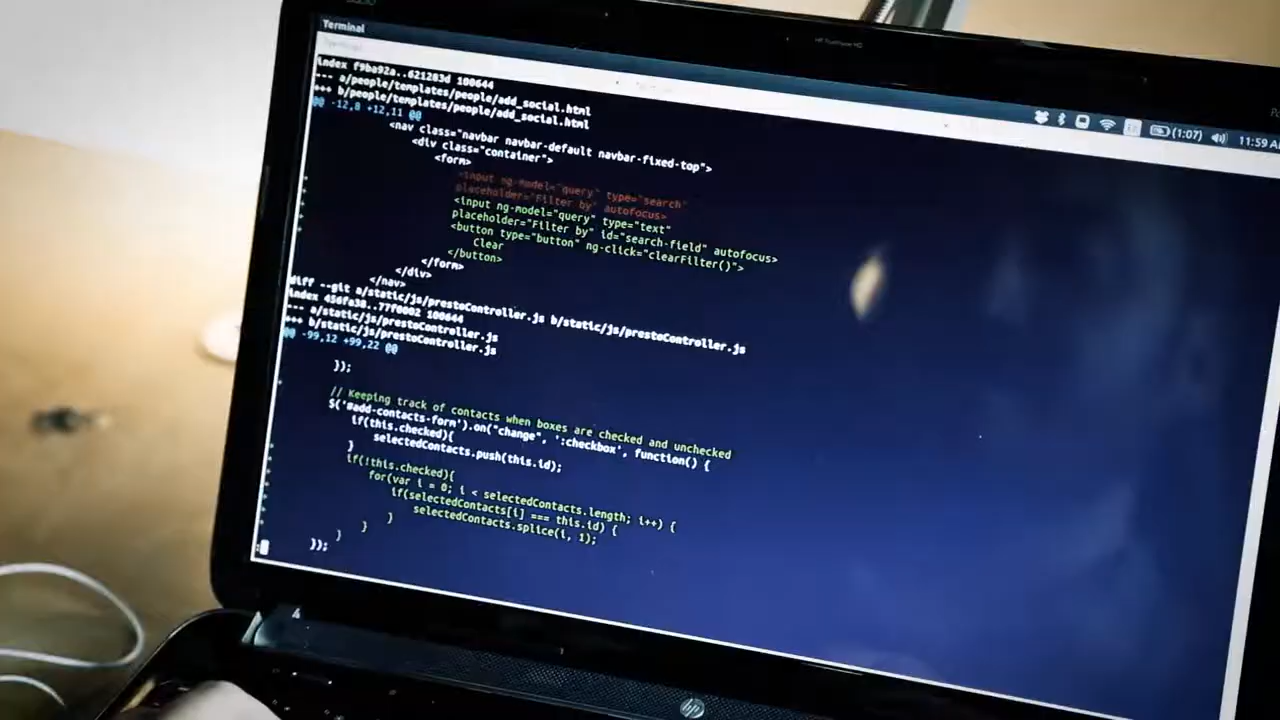 Terminal
11:59 A
(1:07)
index f9ba92a..621283d 100644
--- a/people/templates/people/add_social.html
+++ b/people/templates/people/add_social.html
@@ -12,8 +12,11 @@
<nav class="navbar navbar-default navbar-fixed-top">
<div class="container">
<form>
- <input ng-model="query" type="search"
- placeholder="Filter by" autofocus>
+ <input ng-model="query" type="text"
+ placeholder="Filter by" id="search-field" autofocus>
+ <button type="button" ng-click="clearFilter()">
+ Clear
+ </button>
</form>
</div>
</nav>
diff --git a/static/js/prestoController.js b/static/js/prestoController.js
index 456fa38..77f0002 100644
--- a/static/js/prestoController.js
+++ b/static/js/prestoController.js
@@ -99,12 +99,22 @@
});
// Keeping track of contacts when boxes are checked and unchecked
$('#add-contacts-form').on("change", ':checkbox', function() {
if(this.checked){
selectedContacts.push(this.id);
}
+ if(!this.checked){
+ for(var i = 0; i < selectedContacts.length; i++) {
+ if(selectedContacts[i] === this.id) {
+ selectedContacts.splice(i, 1);
+ }
+ }
+ }
});
:
hp